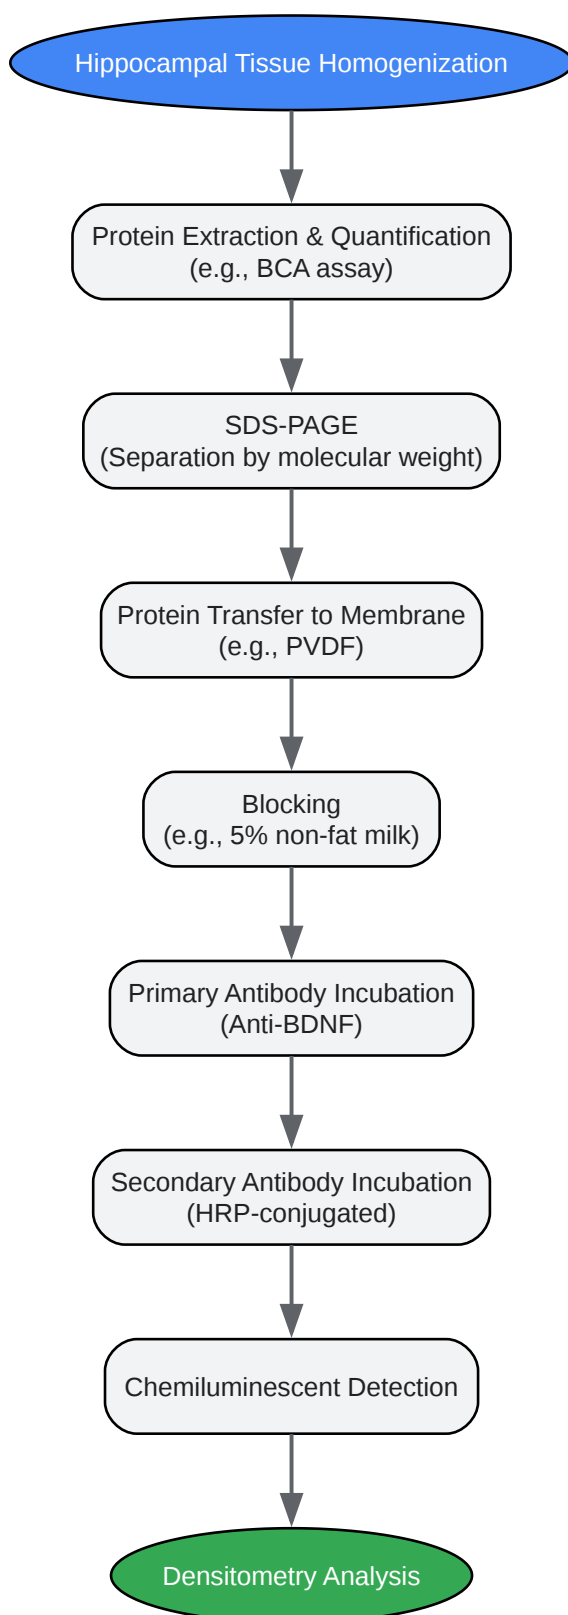 Hippocampal Tissue Homogenization
Protein Extraction & Quantification
(e.g., BCA assay)
SDS-PAGE
(Separation by molecular weight)
Protein Transfer to Membrane
(e.g., PVDF)
Blocking
(e.g., 5% non-fat milk)
Primary Antibody Incubation
(Anti-BDNF)
Secondary Antibody Incubation
(HRP-conjugated)
Chemiluminescent Detection
Densitometry Analysis